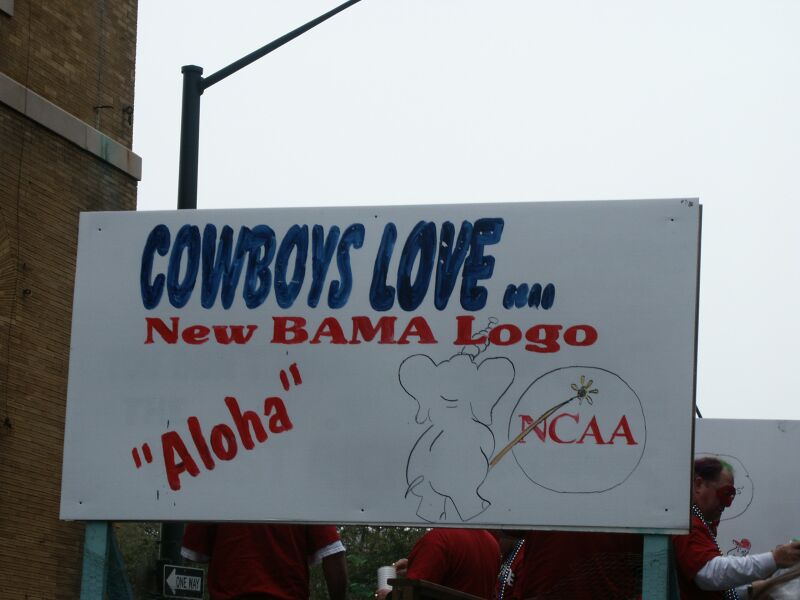 COWBOYS LOVE....
New BAMA Logo
"Aloha"
NCAA
ONE WAY